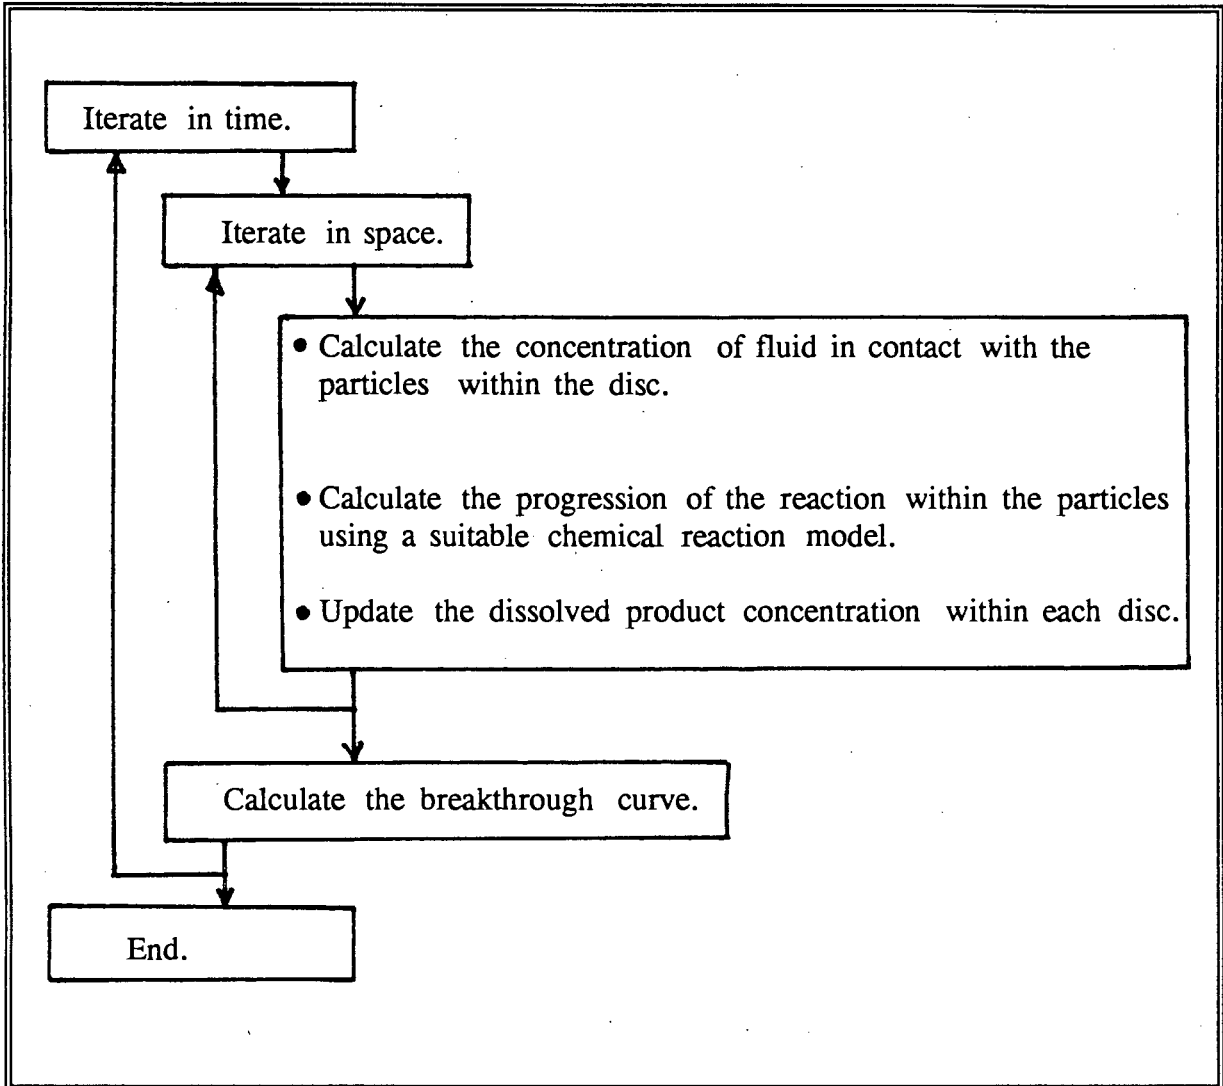 Iterate in time.
Iterate in space.
• Calculate the concentration of fluid in contact with the
particles within the disc.
• Calculate the progression of the reaction within the particles
using a suitable chemical reaction model.
• Update the dissolved product concentration within each disc.
Calculate the breakthrough curve.
End.